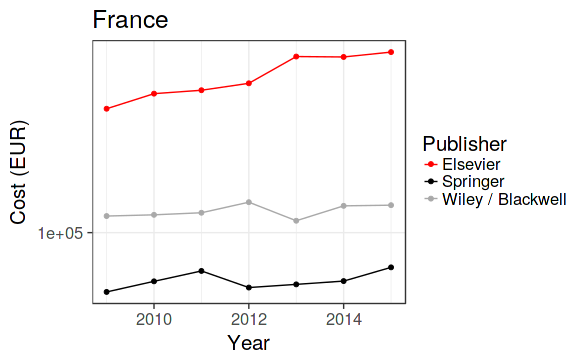 France
Cost (EUR)
1e+05
2010
2012
2014
Year
Publisher
Elsevier
Springer
Wiley / Blackwell